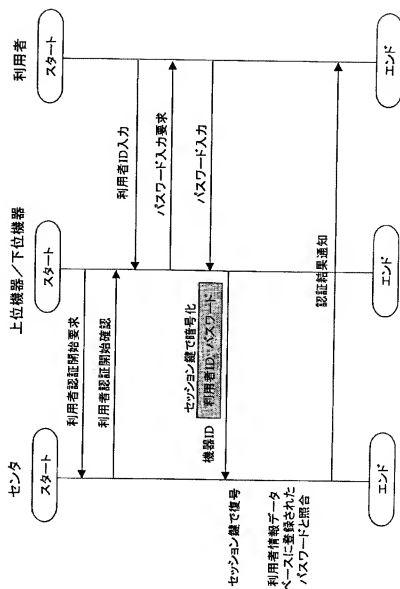 センタ
上位機器／下位機器
利用者
スタート
スタート
スタート
利用者認証開始要求
利用者認証開始確認
利用者ID入力
パスワード入力要求
パスワード入力
セッション鍵で暗号化
機器ID
利用者ID パスワード
セッション鍵で復号
利用者情報データ
ベースに登録された
パスワードと照合
認証結果通知
エンド
エンド
エンド